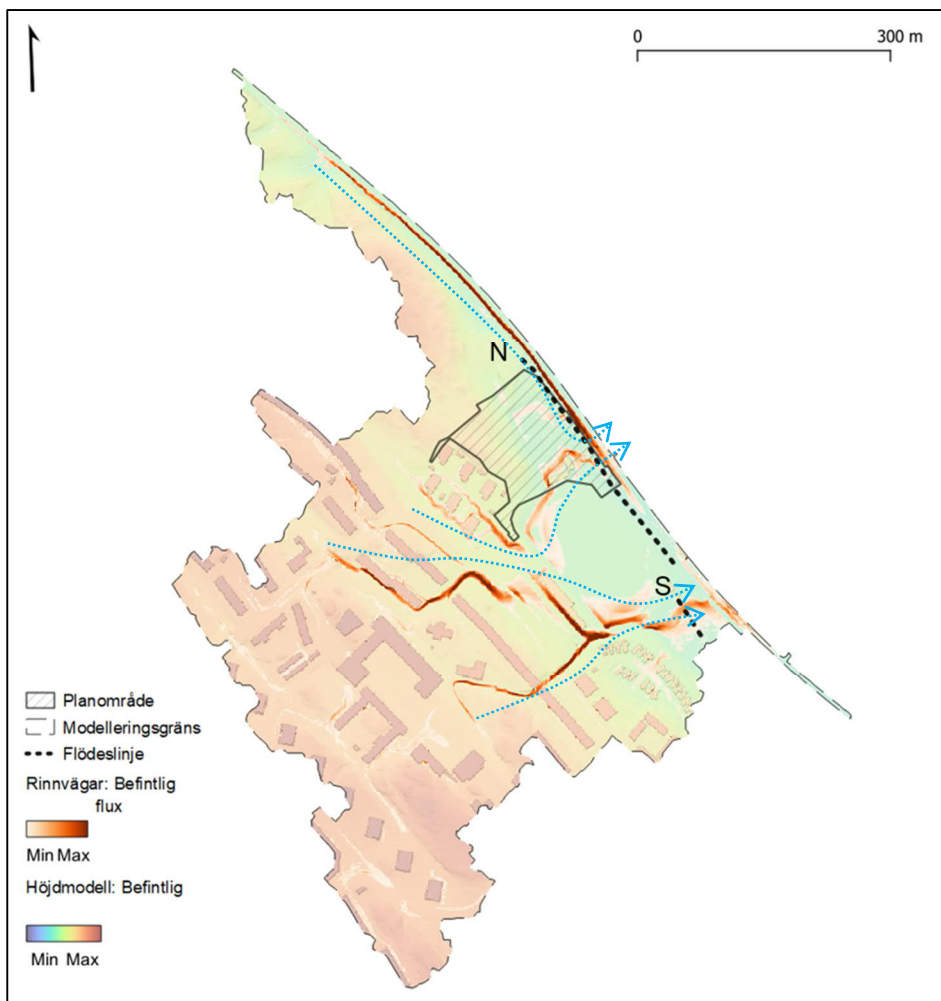 0 300 m
N
S
Planområde
Modelleringsgräns
Flödeslinje
Rinnvägar: Befintlig
flux
Min Max
Höjdmodell: Befintlig
Min Max